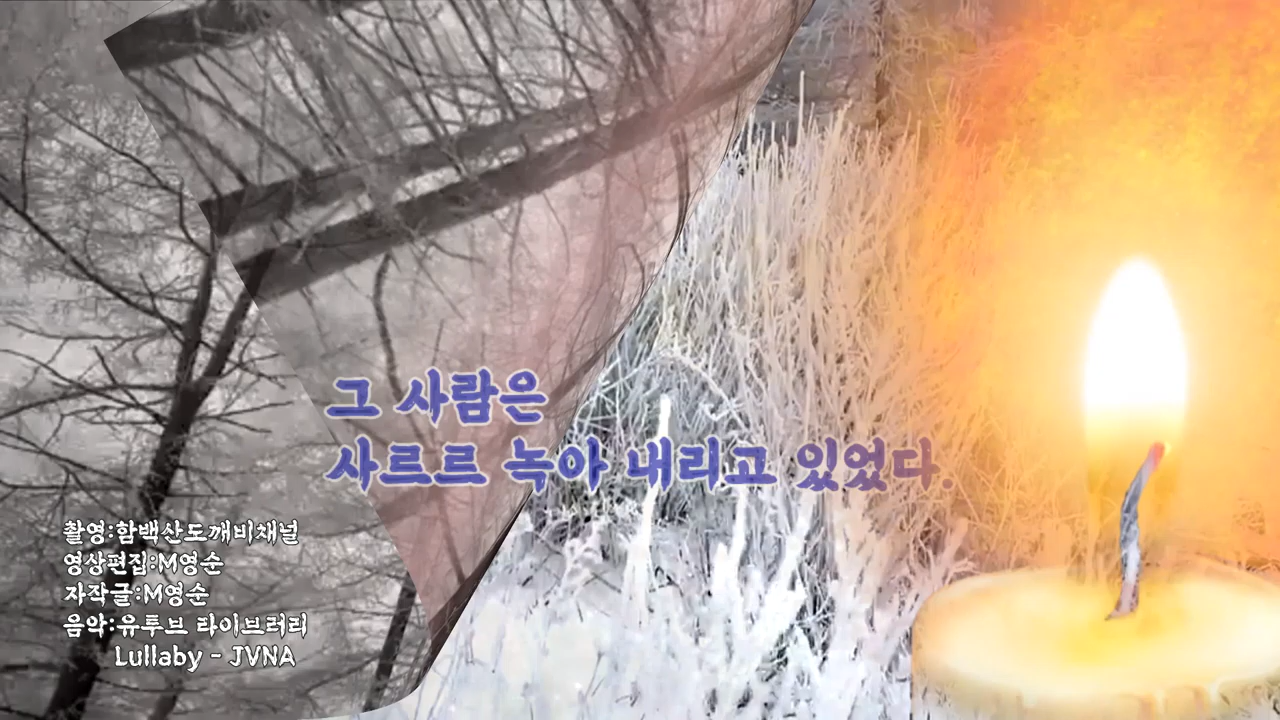 그 사람은
사르르 녹아 내리고 있었다.
촬영:함백산도깨비채널
영상편집:M영순
자작글:M영순
음악:유투브 라이브러리
Lullaby - JVNA